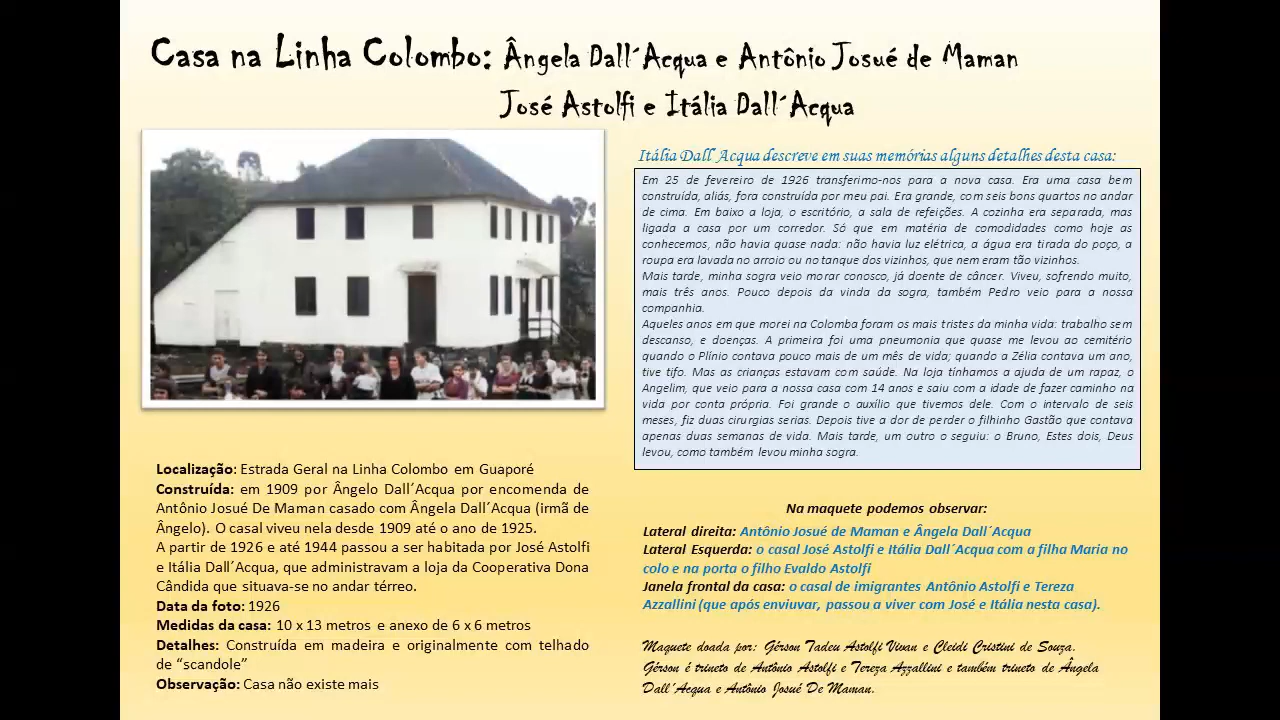 Casa na Linha Colombo: Ângela Dall´Acqua e Antônio Josué de Maman
José Astolfi e Itália Dall´Acqua
Itália Dall´Acqua descreve em suas memórias alguns detalhes desta casa:
Em 25 de fevereiro de 1926 transferimo-nos para a nova casa. Era uma casa bem
construída, aliás, fora construída por meu pai. Era grande, com seis bons quartos no andar
de cima. Em baixo a loja, o escritório, a sala de refeições. A cozinha era separada, mas
ligada a casa por um corredor. Só que em matéria de comodidades como hoje as
conhecemos, não havia quase nada: não havia luz elétrica, a água era tirada do poço, a
roupa era lavada no arroio ou no tanque dos vizinhos, que nem eram tão vizinhos.
Mais tarde, minha sogra veio morar conosco, já doente de câncer. Viveu, sofrendo muito,
mais três anos. Pouco depois da vinda da sogra, também Pedro veio para a nossa
companhia.
Aqueles anos em que morei na Colomba foram os mais tristes da minha vida: trabalho sem
descanso, e doenças. A primeira foi uma pneumonia que quase me levou ao cemitério
quando o Plínio contava pouco mais de um mês de vida; quando a Zélia contava um ano,
tive tifo. Mas as crianças estavam com saúde. Na loja tínhamos a ajuda de um rapaz, o
Angelim, que veio para a nossa casa com 14 anos e saiu com a idade de fazer caminho na
vida por conta própria. Foi grande o auxílio que tivemos dele. Com o intervalo de seis
meses, fiz duas cirurgias serias. Depois tive a dor de perder o filhinho Gastão que contava
apenas duas semanas de vida. Mais tarde, um outro o seguiu: o Bruno, Estes dois, Deus
levou, como também levou minha sogra.
Localização: Estrada Geral na Linha Colombo em Guaporé
Construída: em 1909 por Ângelo Dall´Acqua por encomenda de
Antônio Josué De Maman casado com Ângela Dall´Acqua (irmã de
Ângelo). O casal viveu nela desde 1909 até o ano de 1925.
A partir de 1926 e até 1944 passou a ser habitada por José Astolfi
e Itália Dall´Acqua, que administravam a loja da Cooperativa Dona
Cândida que situava-se no andar térreo.
Data da foto: 1926
Medidas da casa: 10 x 13 metros e anexo de 6 x 6 metros
Detalhes: Construída em madeira e originalmente com telhado
de “scandole”
Observação: Casa não existe mais
Na maquete podemos observar:
Lateral direita: Antônio Josué de Maman e Ângela Dall´Acqua
Lateral Esquerda: o casal José Astolfi e Itália Dall´Acqua com a filha Maria no
colo e na porta o filho Evaldo Astolfi
Janela frontal da casa: o casal de imigrantes Antônio Astolfi e Tereza
Azzallini (que após enviuvar, passou a viver com José e Itália nesta casa).
Maquete doada por: Gérson Tadeu Astolfi Vivan e Cleidi Cristini de Souza.
Gérson é trineto de Antônio Astolfi e Tereza Azzallini e também trineto de Ângela
Dall´Acqua e Antônio Josué De Maman.